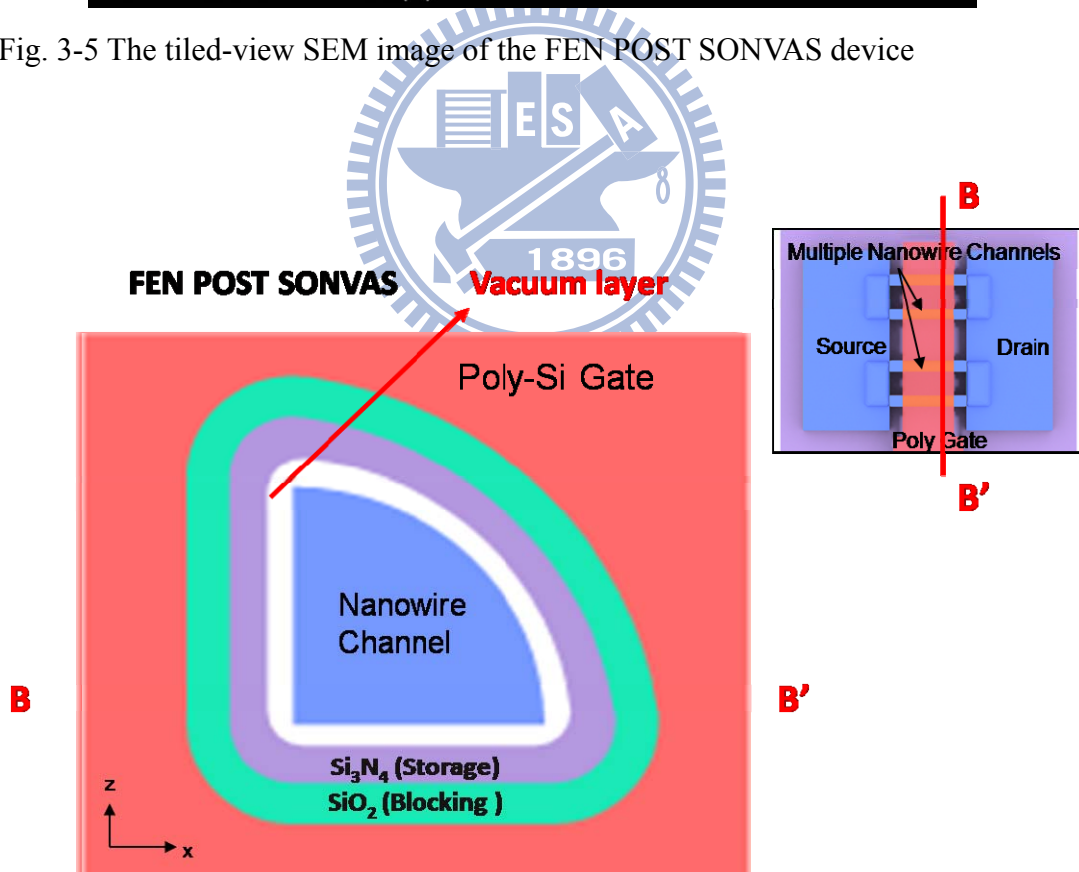 Fig. 3-5 The tiled-view SEM image of the FEN POST SONVAS device
E S A
1896
FEN POST SONVAS
Vacuum layer
Poly-Si Gate
Nanowire
Channel
Si₃N₄ (Storage)
SiO₂ (Blocking )
B
B'
z
x
B
Multiple Nanowire Channels
Source
Drain
Poly Gate
B'